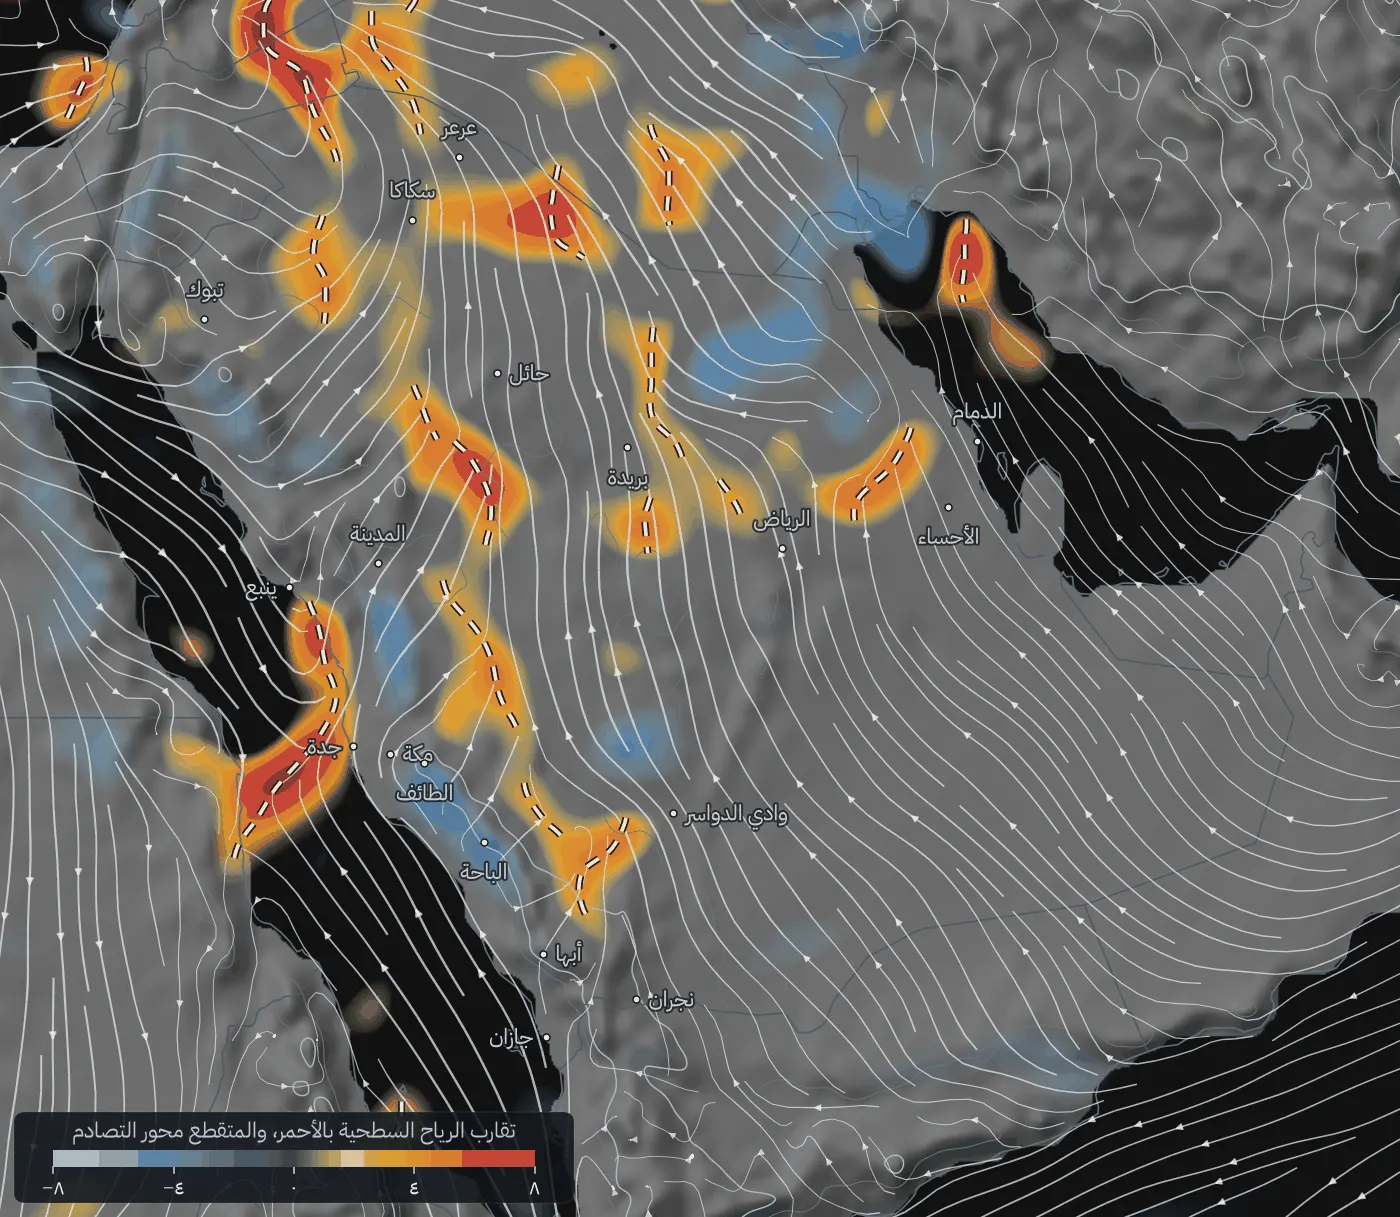 عرعر
سكاكا
تبوك
حائل
الدمام
بريدة
الرياض
الأحساء
المدينة
ينبع
جدة
مكة
الطائف
وادي الدواسر
الباحة
أبها
نجران
جازان
تقارب الرياح السطحية بالأحمر، والمتقطع محور التصادم
−٨ −٤ ٠ ٤ ٨